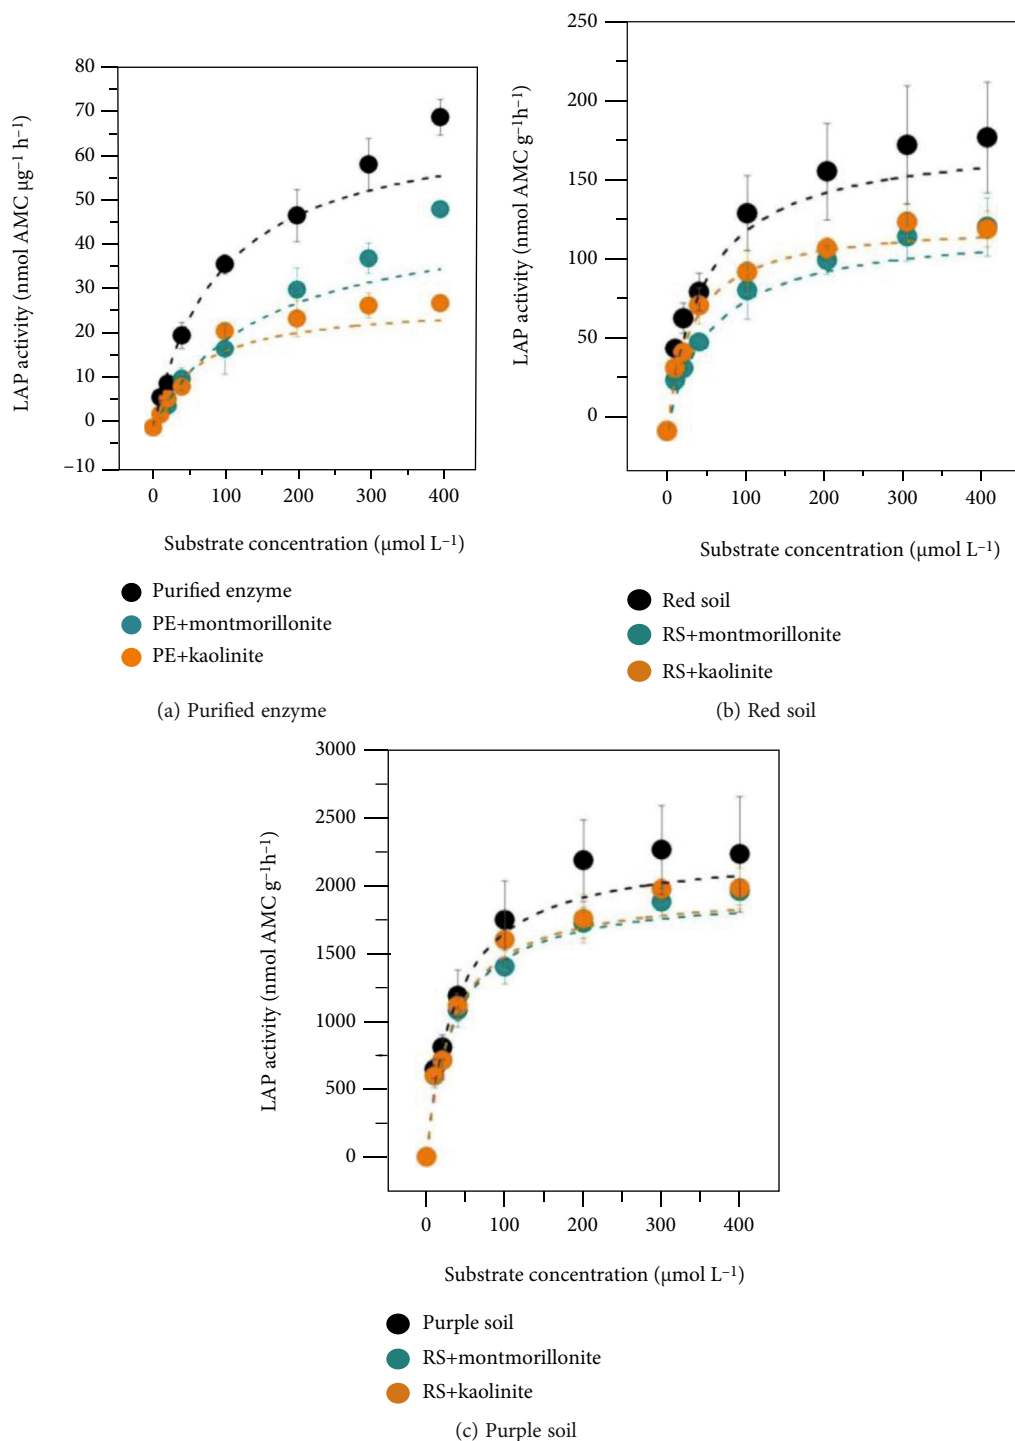 80
70
60
50
40
30
20
10
0
–10
LAP activity (nmol AMC μg–1 h–1)
0 100 200 300 400
Substrate concentration (μmol L–1)
Purified enzyme
PE+montmorillonite
PE+kaolinite
(a) Purified enzyme
250
200
150
100
50
0
LAP activity (nmol AMC g–1h–1)
0 100 200 300 400
Substrate concentration (μmol L–1)
Red soil
RS+montmorillonite
RS+kaolinite
(b) Red soil
3000
2500
2000
1500
1000
500
0
LAP activity (nmol AMC g–1h–1)
0 100 200 300 400
Substrate concentration (μmol L–1)
Purple soil
RS+montmorillonite
RS+kaolinite
(c) Purple soil